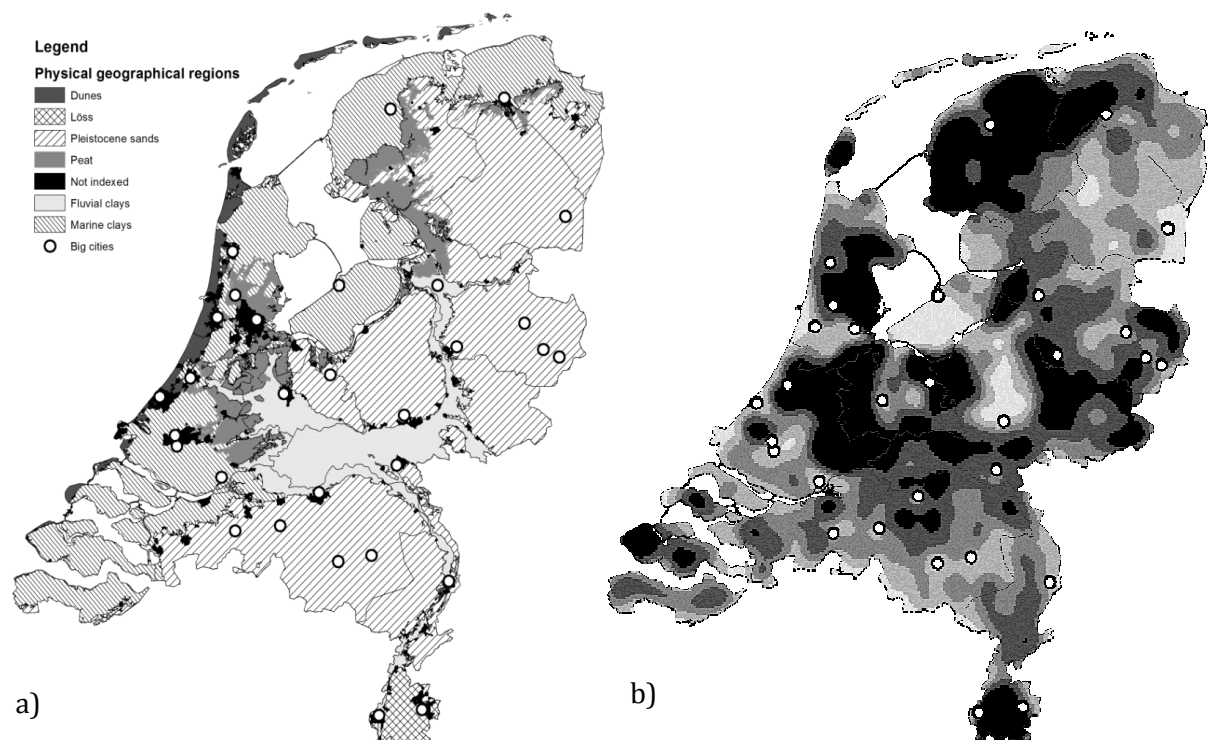 Legend
Physical geographical regions
Dunes
Löss
Pleistocene sands
Peat
Not indexed
Fluvial clays
Marine clays
Big cities
a)
b)